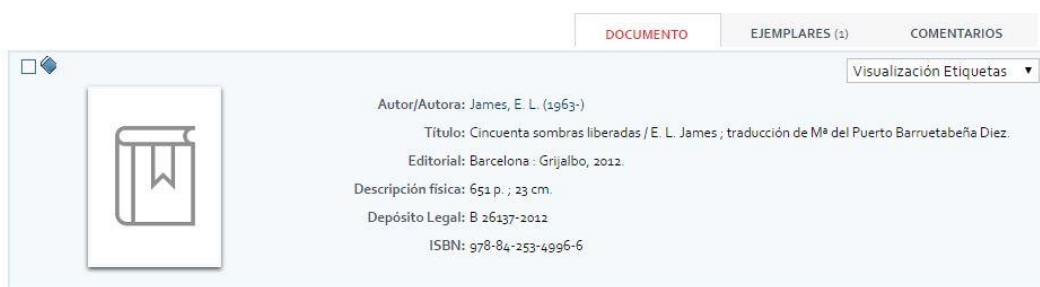 DOCUMENTO EJEMPLARES (1) COMENTARIOS
Visualización Etiquetas
Autor/Autora: James, E. L. (1963-)
Título: Cincuenta sombras liberadas / E. L. James ; traducción de Mª del Puerto Barruetabeña Diez.
Editorial: Barcelona : Grijalbo, 2012.
Descripción física: 651 p. ; 23 cm.
Depósito Legal: B 26137-2012
ISBN: 978-84-253-4996-6